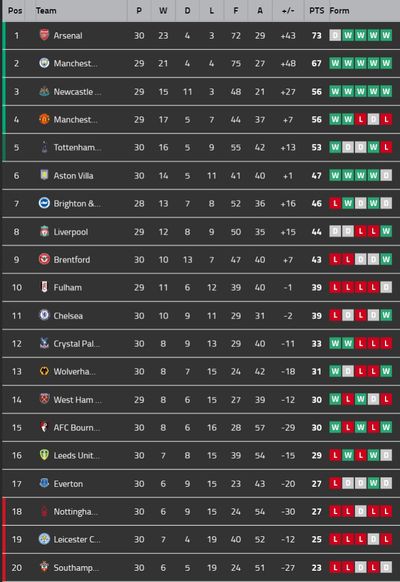 Pos Team P W D L F A +/- PTS Form
1 Arsenal 30 23 4 3 72 29 +43 73 D W W W W
2 Manchest... 29 21 4 4 75 27 +48 67 W W W W W
3 Newcastle ... 29 15 11 3 48 21 +27 56 W W W W W
4 Manchest... 29 17 5 7 44 37 +7 56 W W L D L
5 Tottenham... 30 16 5 9 55 42 +13 53 W D D W L
6 Aston Villa 30 14 5 11 41 40 +1 47 W W W W D
7 Brighton &... 28 13 7 8 52 36 +16 46 L W D W D
8 Liverpool 29 12 8 9 50 35 +15 44 D D L L W
9 Brentford 30 10 13 7 47 40 +7 43 L L D D W
10 Fulham 29 11 6 12 39 40 -1 39 L L L L D
11 Chelsea 30 10 9 11 29 31 -2 39 L D L D W
12 Crystal Pal... 30 8 9 13 29 40 -11 33 W W L L L
13 Wolverha... 30 8 7 15 24 42 -18 31 W D L L W
14 West Ham ... 29 8 6 15 27 39 -12 30 W L W D L
15 AFC Bourn... 30 8 6 16 28 57 -29 30 W L W L W
16 Leeds Unit... 30 7 8 15 39 54 -15 29 L W L W D
17 Everton 30 6 9 15 23 43 -20 27 L D D W D
18 Nottingha... 30 6 9 15 24 54 -30 27 L L D L L
19 Leicester C... 30 7 4 19 40 52 -12 25 L L L D L
20 Southamp... 30 6 5 19 24 51 -27 23 L L D L D